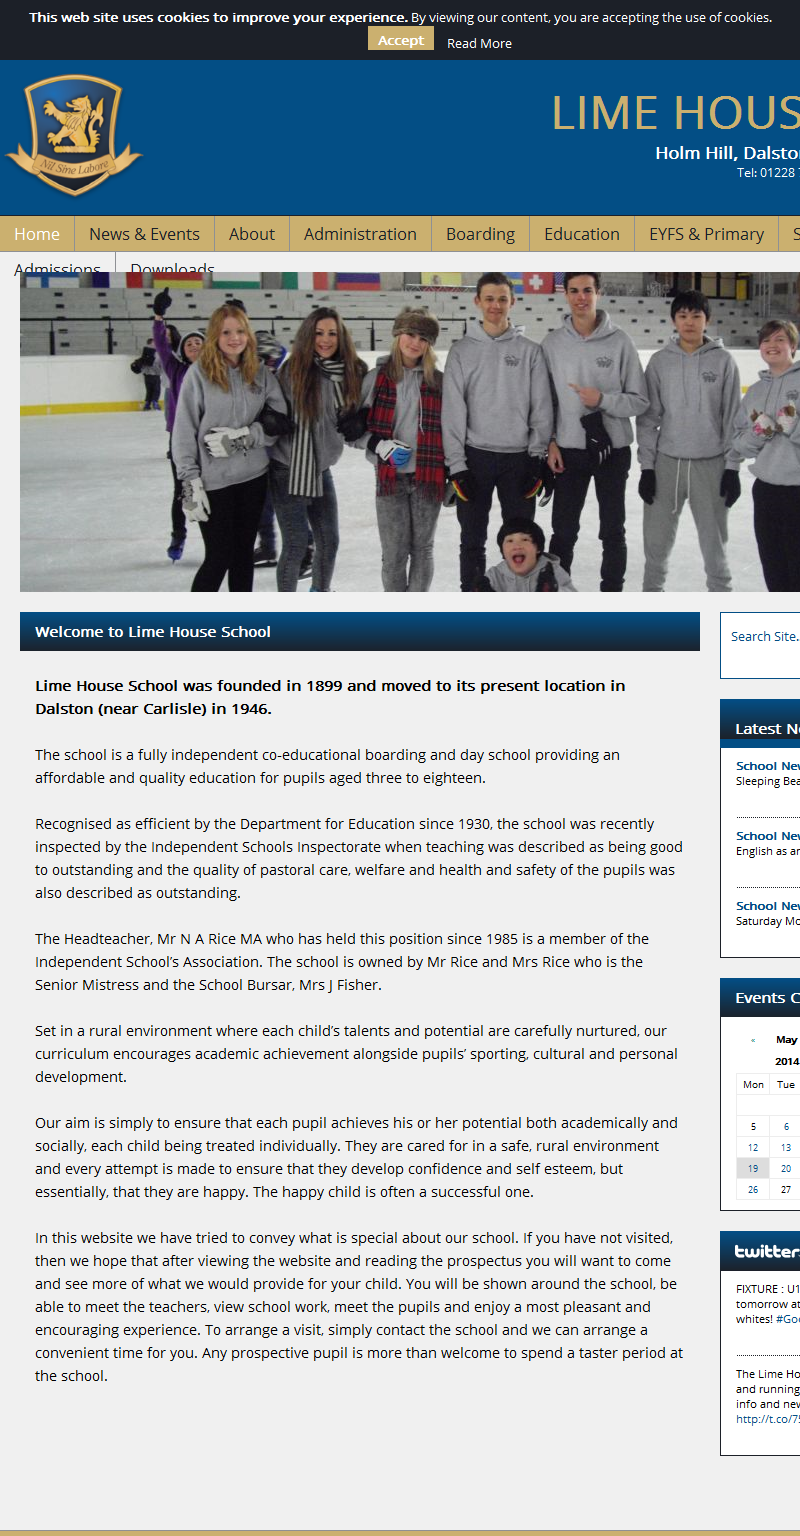 This web site uses cookies to improve your experience. By viewing our content, you are accepting the use of cookies.
Accept Read More
Nil Sine Labore
LIME HOUS
Holm Hill, Dalsto
Tel: 01228
Home News & Events About Administration Boarding Education EYFS & Primary S
Admissions Downloads
Welcome to Lime House School
Lime House School was founded in 1899 and moved to its present location in
Dalston (near Carlisle) in 1946.
The school is a fully independent co-educational boarding and day school providing an
affordable and quality education for pupils aged three to eighteen.
Recognised as efficient by the Department for Education since 1930, the school was recently
inspected by the Independent Schools Inspectorate when teaching was described as being good
to outstanding and the quality of pastoral care, welfare and health and safety of the pupils was
also described as outstanding.
The Headteacher, Mr N A Rice MA who has held this position since 1985 is a member of the
Independent School’s Association. The school is owned by Mr Rice and Mrs Rice who is the
Senior Mistress and the School Bursar, Mrs J Fisher.
Set in a rural environment where each child’s talents and potential are carefully nurtured, our
curriculum encourages academic achievement alongside pupils’ sporting, cultural and personal
development.
Our aim is simply to ensure that each pupil achieves his or her potential both academically and
socially, each child being treated individually. They are cared for in a safe, rural environment
and every attempt is made to ensure that they develop confidence and self esteem, but
essentially, that they are happy. The happy child is often a successful one.
In this website we have tried to convey what is special about our school. If you have not visited,
then we hope that after viewing the website and reading the prospectus you will want to come
and see more of what we would provide for your child. You will be shown around the school, be
able to meet the teachers, view school work, meet the pupils and enjoy a most pleasant and
encouraging experience. To arrange a visit, simply contact the school and we can arrange a
convenient time for you. Any prospective pupil is more than welcome to spend a taster period at
the school.
Search Site.
Latest Ne
School Nev
Sleeping Bea
School Nev
English as ar
School Nev
Saturday Mo
Events C
« May
2014
Mon Tue
5 6
12 13
19 20
26 27
twitter
FIXTURE : U1
tomorrow at
whites! #Goo
The Lime Ho
and running
info and nev
http://t.co/75